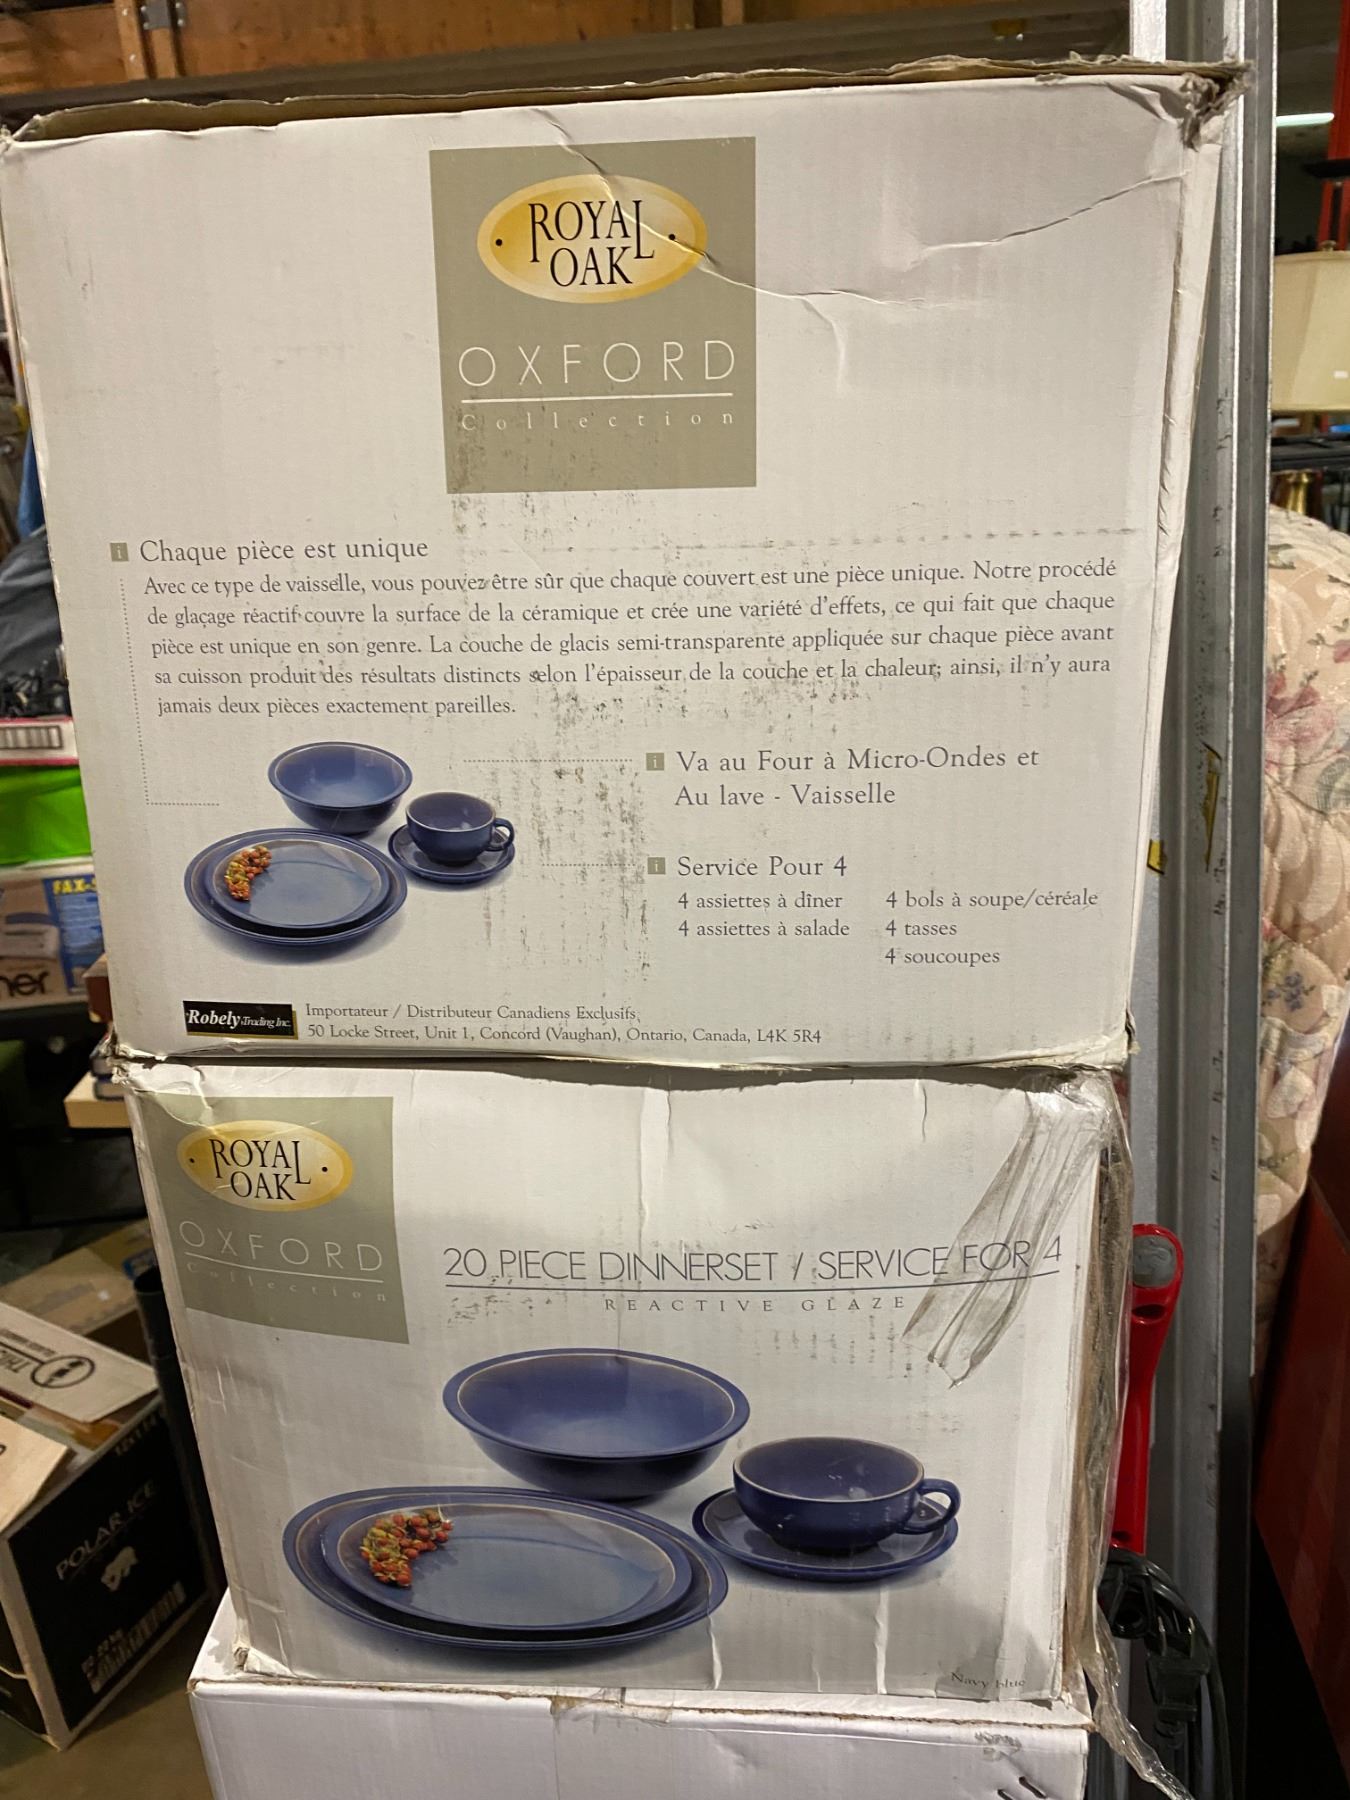 ROYAL
OAK
OXFORD
Collection
Chaque pièce est unique
Avec ce type de vaisselle, vous pouvez être sûr que chaque couvert est une pièce unique. Notre procédé
de glaçage réactif couvre la surface de la céramique et crée une variété d'effets, ce qui fait que chaque
pièce est unique en son genre. La couche de glacis semi-transparente appliquée sur chaque pièce avant
sa cuisson produit des résultats distincts selon l'épaisseur de la couche et la chaleur; ainsi, il n'y aura
jamais deux pièces exactement pareilles.
Va au Four à Micro-Ondes et
Au lave - Vaisselle
Service Pour 4
4 assiettes à dîner 4 bols à soupe/céréale
4 assiettes à salade 4 tasses
4 soucoupes
Robely Trading Inc.
Importateur / Distributeur Canadiens Exclusifs,
50 Locke Street, Unit 1, Concord (Vaughan), Ontario, Canada, L4K 5R4
ROYAL
OAK
OXFORD
Collection
20 PIECE DINNERSET / SERVICE FOR 4
REACTIVE GLAZE
Navy blue
FAX-
POLAR ICE